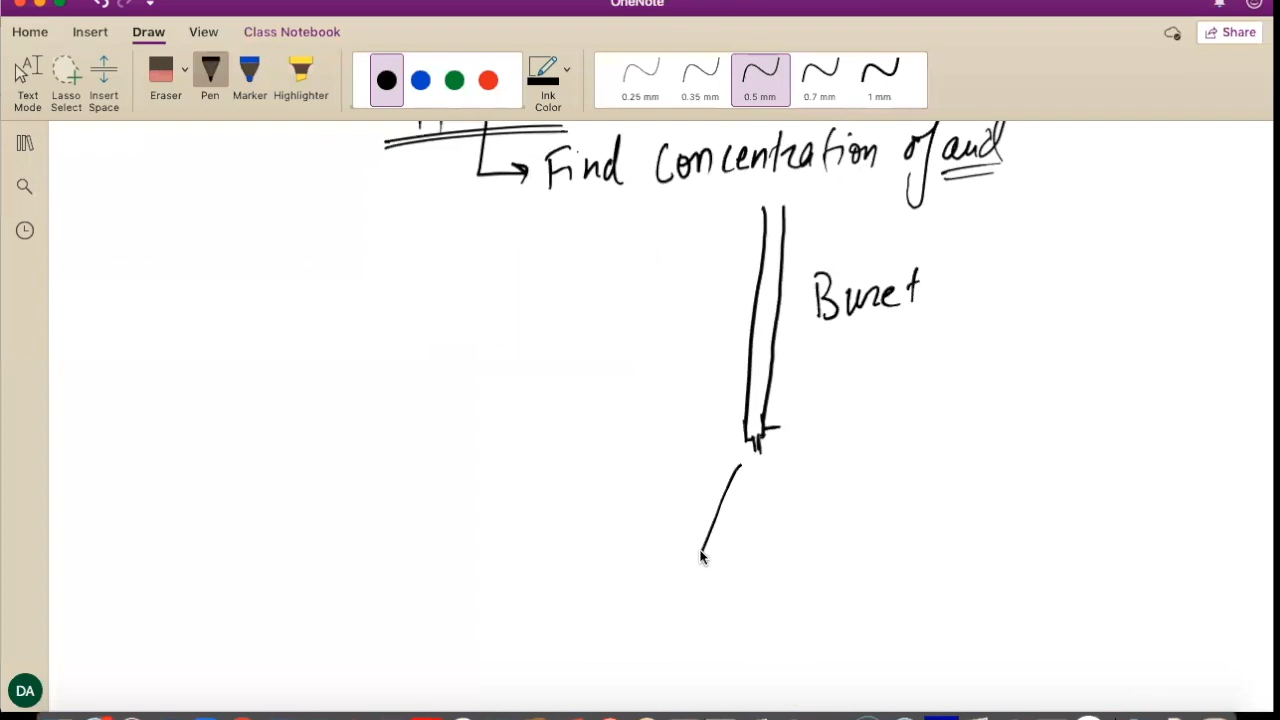 OneNote
Home Insert Draw View Class Notebook
Share
Text Mode
Lasso Select
Insert Space
Eraser
Pen
Marker
Highlighter
Ink Color
0.25 mm
0.35 mm
0.5 mm
0.7 mm
1 mm
Find Concentration of and
Buret
DA